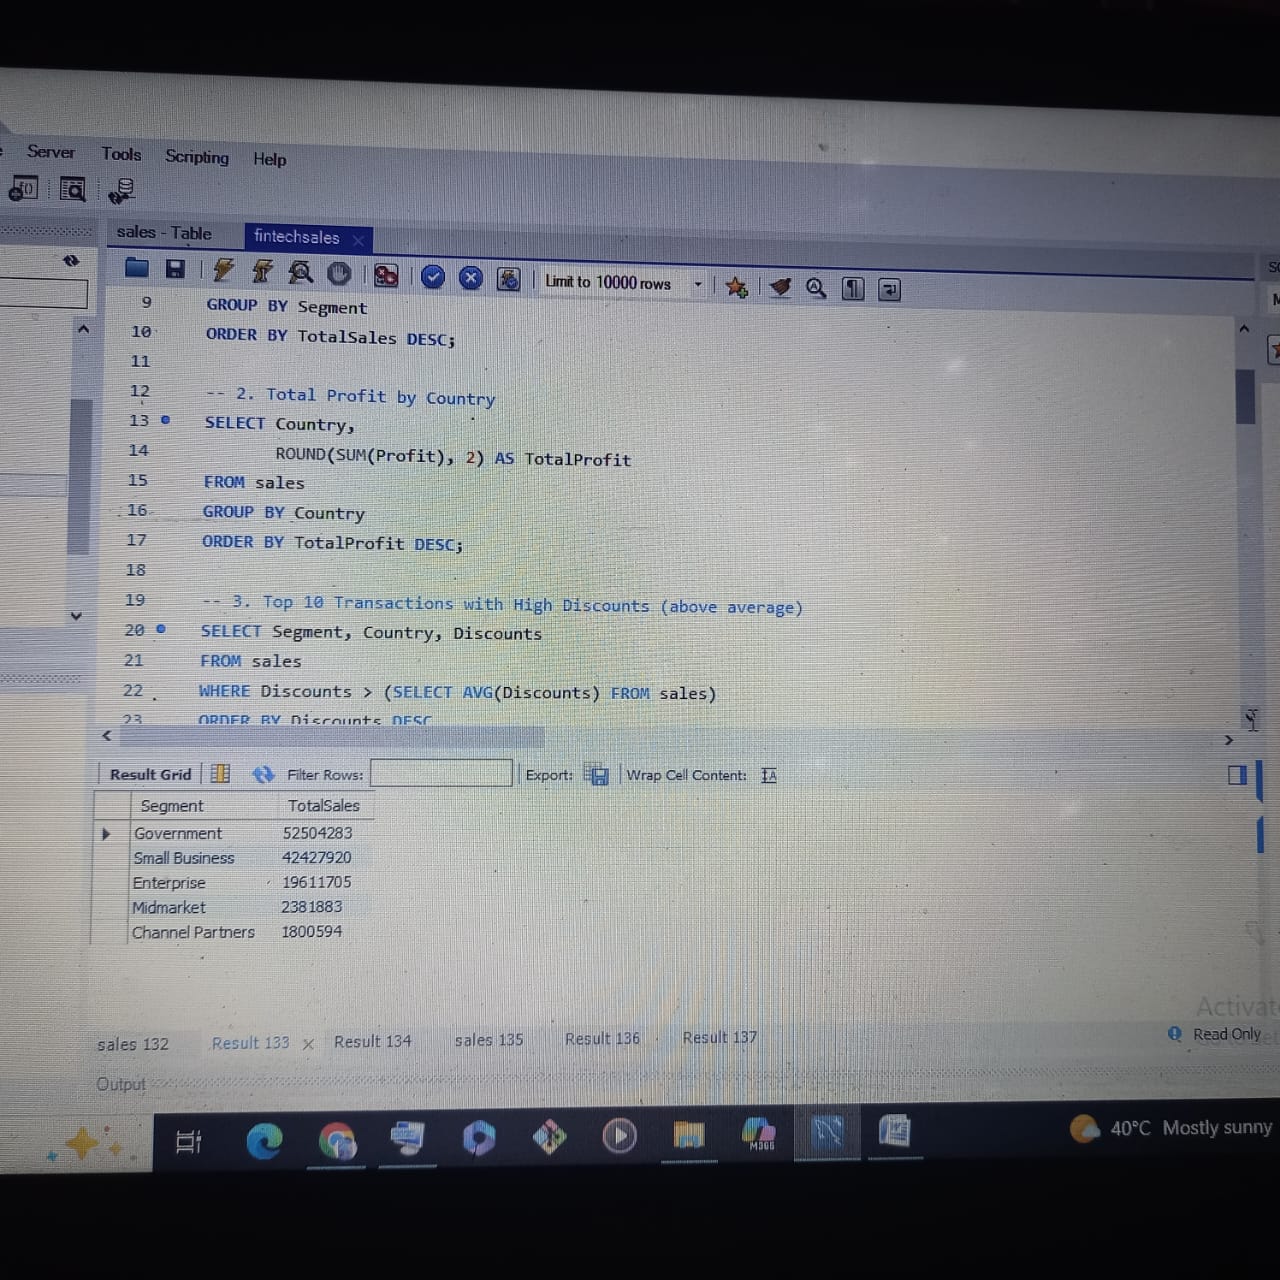 Server Tools Scripting Help
sales - Table fintechsales
Limit to 10000 rows
9 GROUP BY Segment
10 ORDER BY TotalSales DESC;
11
12 -- 2. Total Profit by Country
13 SELECT Country,
14 ROUND(SUM(Profit), 2) AS TotalProfit
15 FROM sales
16 GROUP BY Country
17 ORDER BY TotalProfit DESC;
18
19 -- 3. Top 10 Transactions with High Discounts (above average)
20 SELECT Segment, Country, Discounts
21 FROM sales
22 WHERE Discounts > (SELECT AVG(Discounts) FROM sales)
23 ORDER BY Discounts DESC
Result Grid Filter Rows: Export: Wrap Cell Content: IA
Segment TotalSales
Government 52504283
Small Business 42427920
Enterprise 19611705
Midmarket 2381883
Channel Partners 1800594
Activat
sales 132 Result 133 x Result 134 sales 135 Result 136 Result 137
Read Only
Output
M365
40°C Mostly sunny